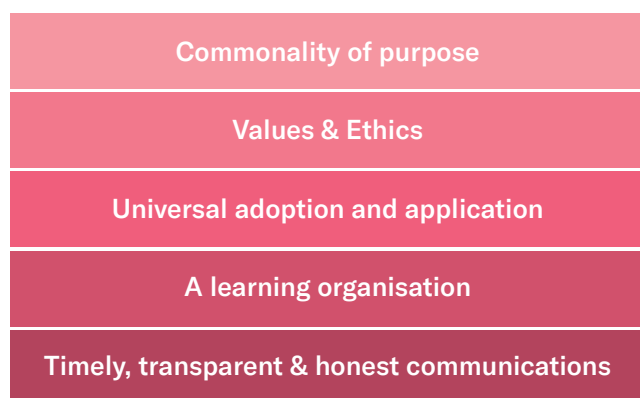 Commonality of purpose
Values & Ethics
Universal adoption and application
A learning organisation
Timely, transparent & honest communications